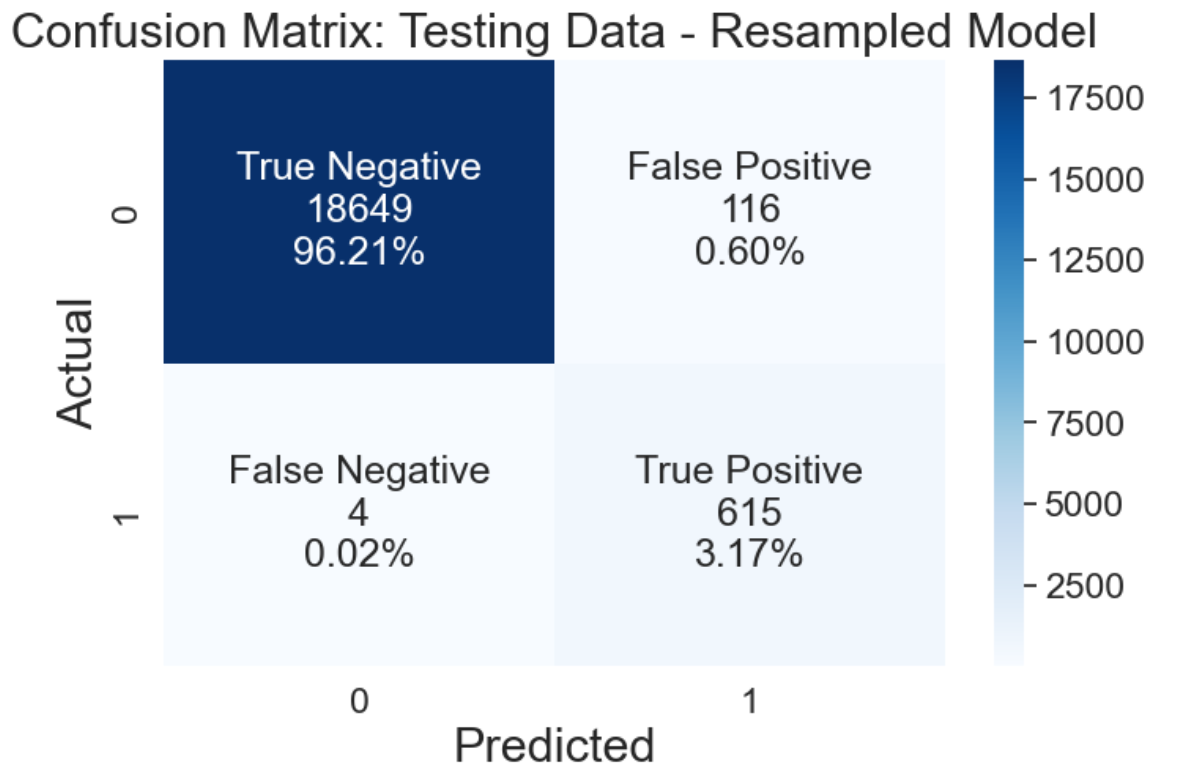 Confusion Matrix: Testing Data - Resampled Model
True Negative
18649
96.21%
False Positive
116
0.60%
False Negative
4
0.02%
True Positive
615
3.17%
0
1
Actual
0
1
Predicted
17500
15000
12500
10000
7500
5000
2500